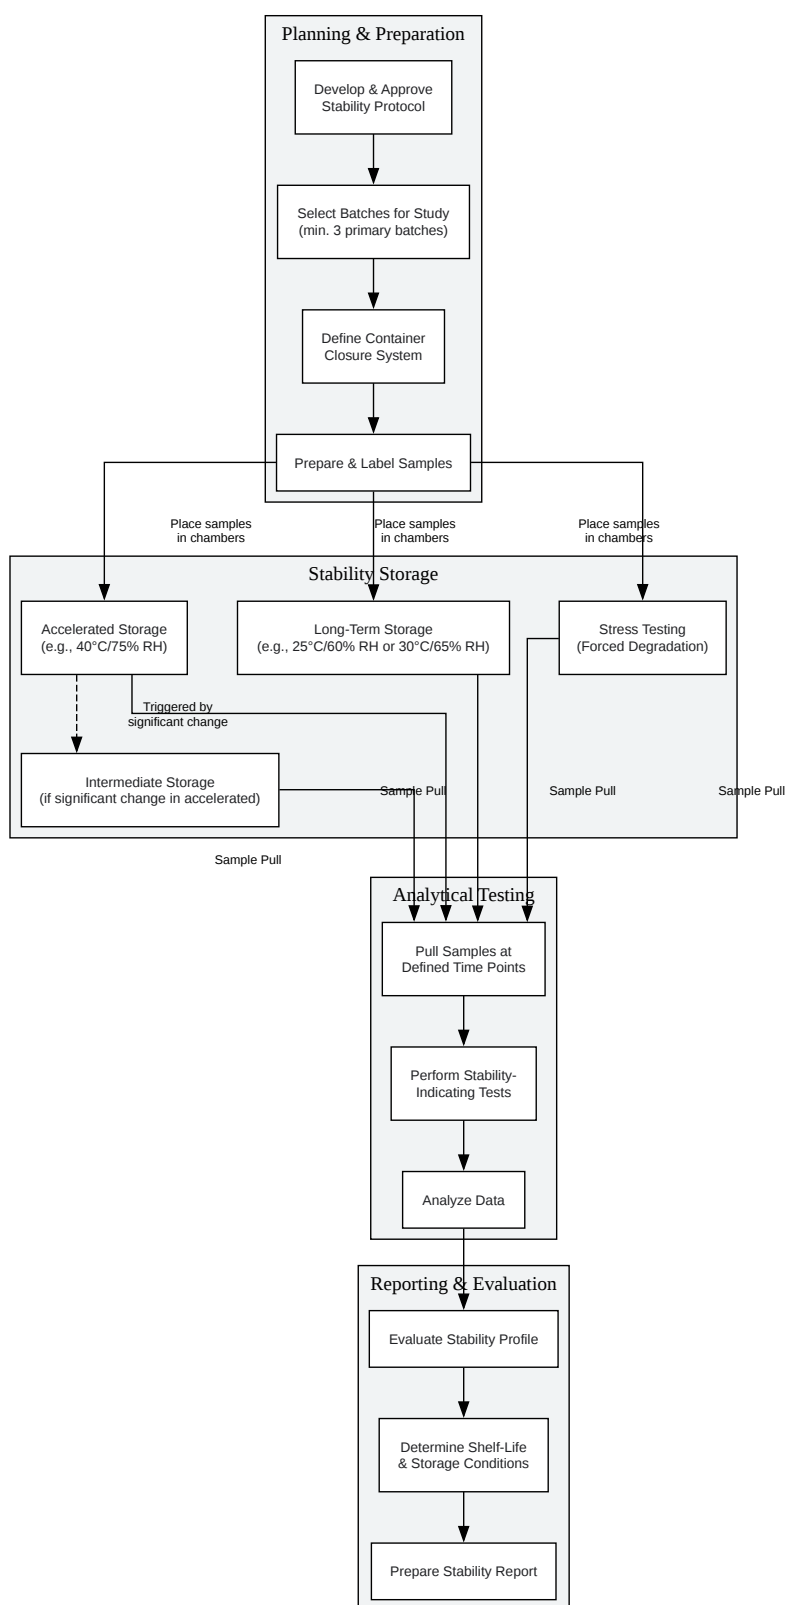 Planning & Preparation
Develop & Approve
Stability Protocol
Select Batches for Study
(min. 3 primary batches)
Define Container
Closure System
Prepare & Label Samples
Place samples
in chambers
Place samples
in chambers
Place samples
in chambers
Stability Storage
Accelerated Storage
(e.g., 40°C/75% RH)
Long-Term Storage
(e.g., 25°C/60% RH or 30°C/65% RH)
Stress Testing
(Forced Degradation)
Triggered by
significant change
Intermediate Storage
(if significant change in accelerated)
Sample Pull
Sample Pull
Sample Pull
Sample Pull
Analytical Testing
Pull Samples at
Defined Time Points
Perform Stability-
Indicating Tests
Analyze Data
Reporting & Evaluation
Evaluate Stability Profile
Determine Shelf-Life
& Storage Conditions
Prepare Stability Report